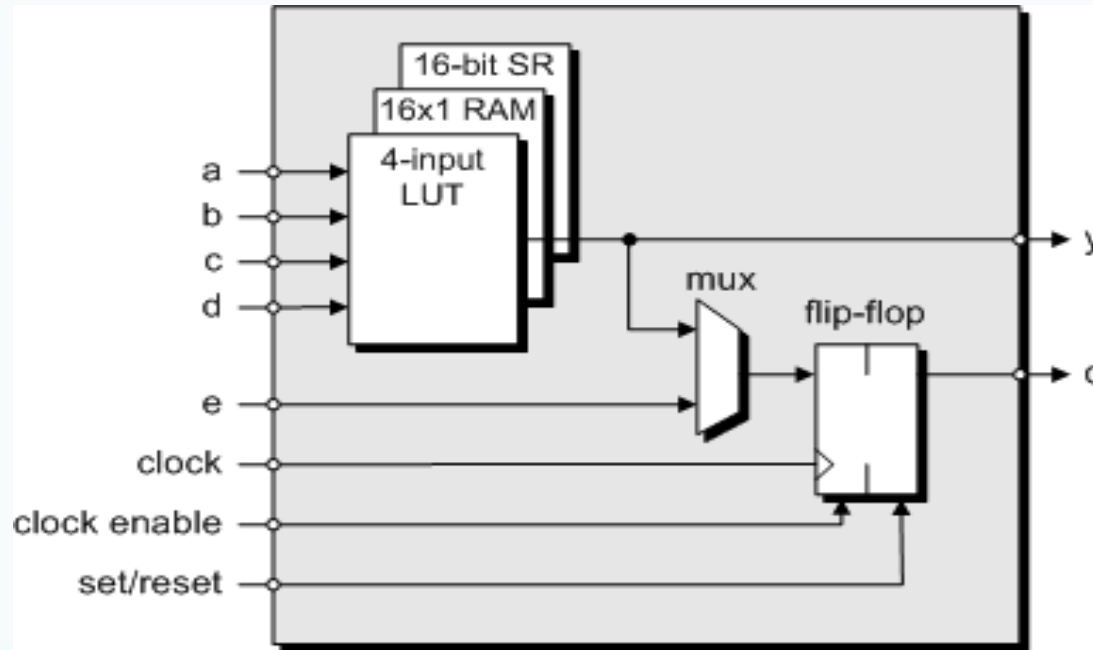 16-bit SR
16x1 RAM
4-input
LUT
a
b
c
d
e
clock
clock enable
set/reset
mux
flip-flop
y